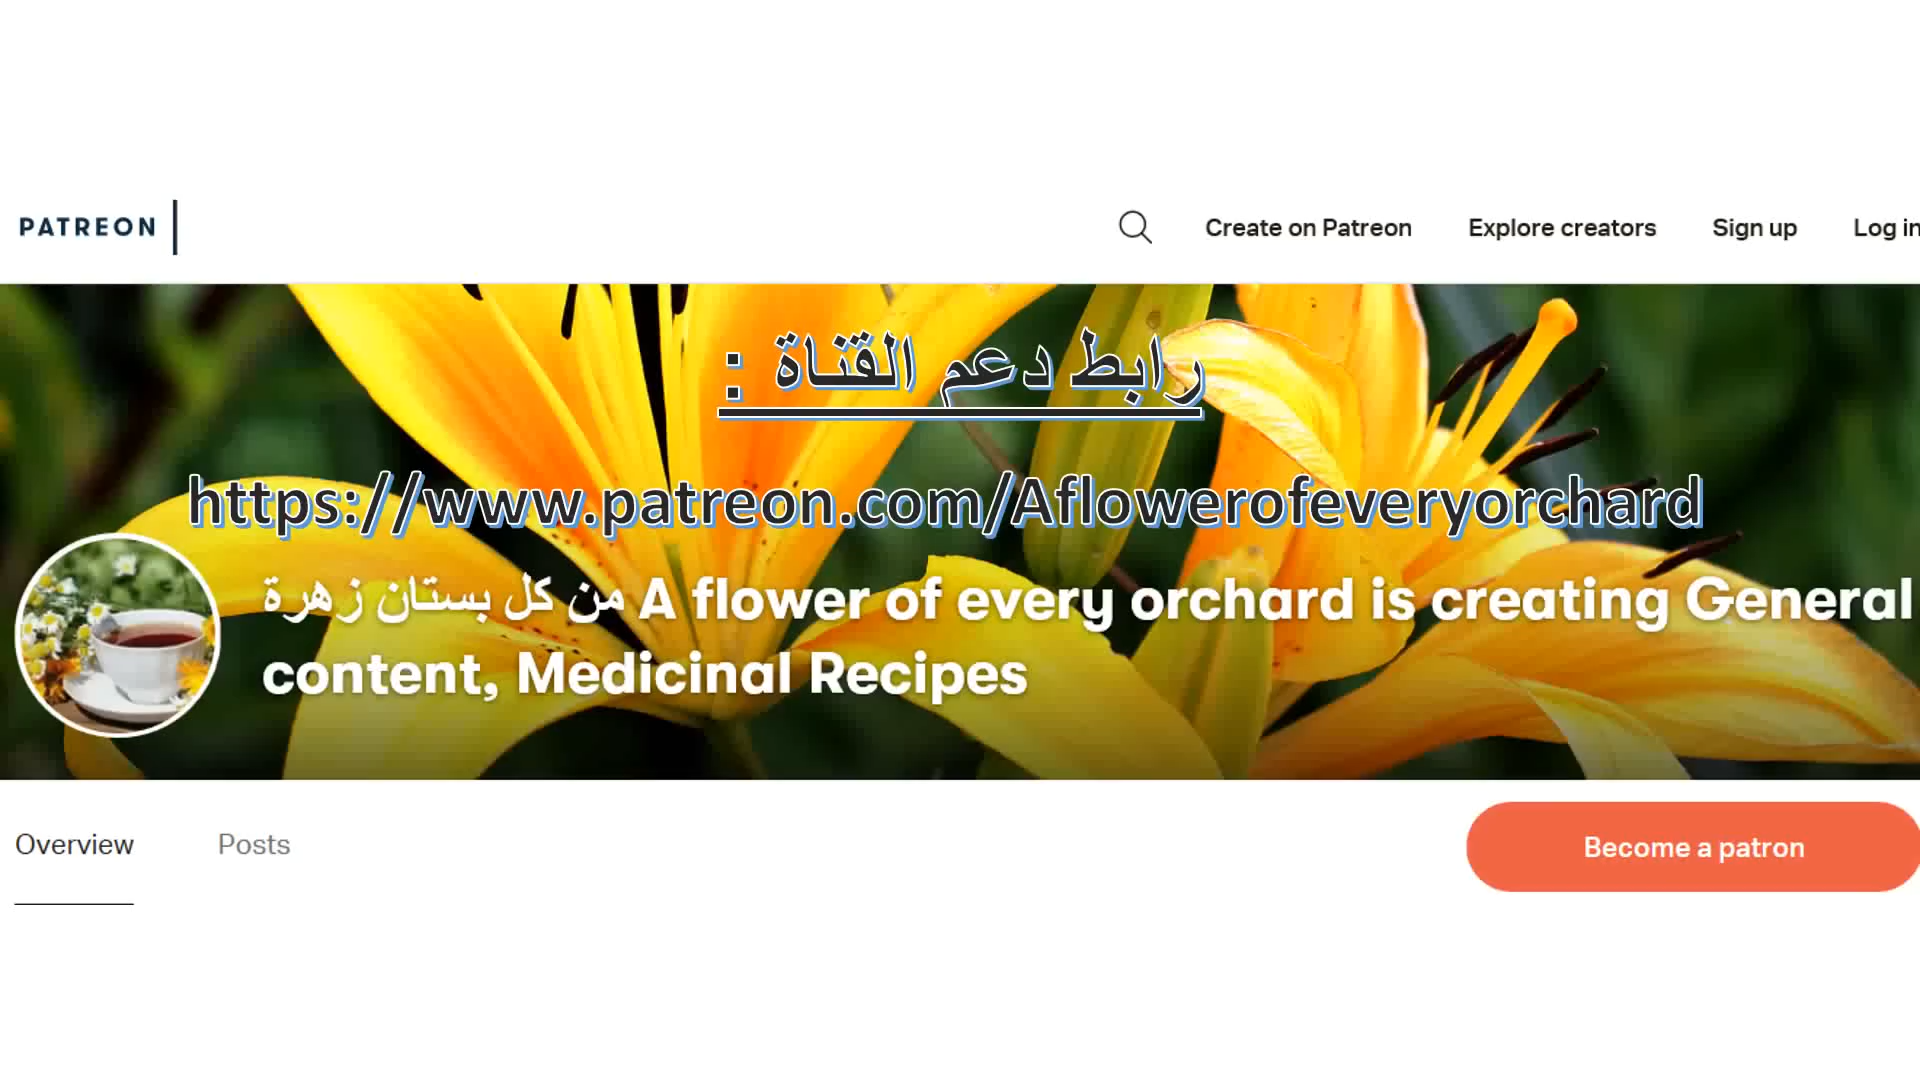 PATREON
Create on Patreon
Explore creators
Sign up
Log in
رابط دعم القناة :
https://www.patreon.com/Aflowerofeveryorchard
من كل بستان زهرة A flower of every orchard is creating General
content, Medicinal Recipes
Overview
Posts
Become a patron